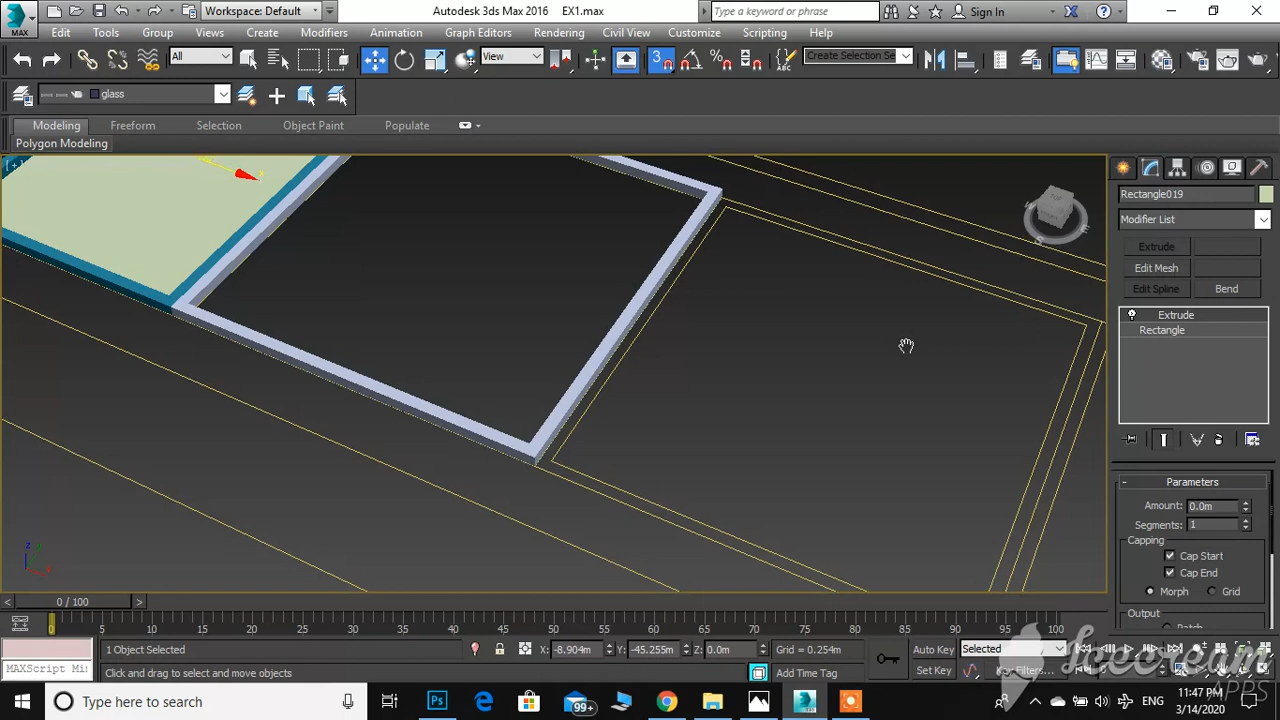 Workspace: Default
Autodesk 3ds Max 2016 EX1.max
Type a keyword or phrase
Sign In
MAX
Edit Tools Group Views Create Modifiers Animation Graph Editors Rendering Civil View Customize Scripting Help
All
View
3
Create Selection Se
glass
Modeling Freeform Selection Object Paint Populate
Polygon Modeling
Rectangle019
Modifier List
Extrude
Edit Mesh
Edit Spline Bend
Extrude
Rectangle
Parameters
Amount: 0.0m
Segments: 1
Capping
Cap Start
Cap End
Morph Grid
Output
0 / 100
0 5 10 15 20 25 30 35 40 45 50 55 60 65 70 75 80 85 90 95 100
1 Object Selected
X: -8.904m Y: -45.255m Z: 0.0m Grid = 0.254m
Auto Key Selected
MAXScript Mi
Click and drag to select and move objects
Add Time Tag
Set Key Key Filters...
Type here to search
99+
ENG
11:47 PM
3/14/2020